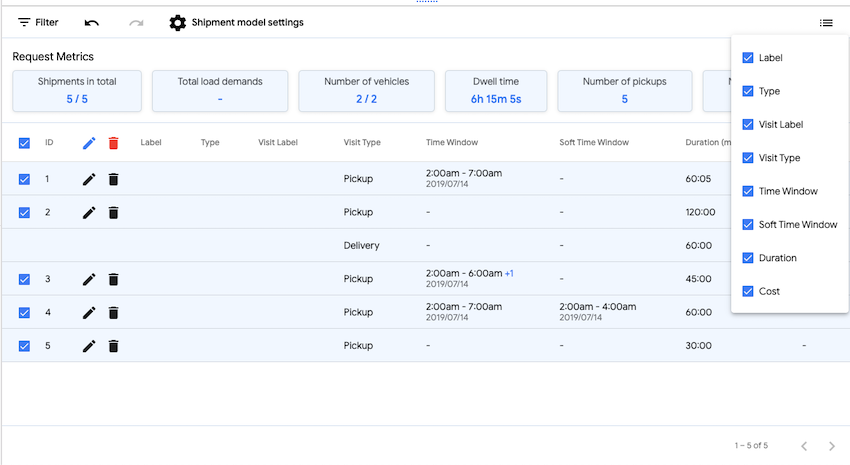 Filter Shipment model settings
Request Metrics
Shipments in total Total load demands Number of vehicles Dwell time Number of pickups
5 / 5 - 2 / 2 6h 15m 5s 5
ID Label Type Visit Label Visit Type Time Window Soft Time Window Duration (m
1 Pickup 2:00am - 7:00am - 60:05
2019/07/14
2 Pickup - - 120:00
Delivery - - 60:00
3 Pickup 2:00am - 6:00am +1 - 45:00
2019/07/14
4 Pickup 2:00am - 7:00am 2:00am - 4:00am 60:00
2019/07/14 2019/07/14
5 Pickup - - 30:00 -
Label
Type
Visit Label
Visit Type
Time Window
Soft Time Window
Duration
Cost
1 – 5 of 5